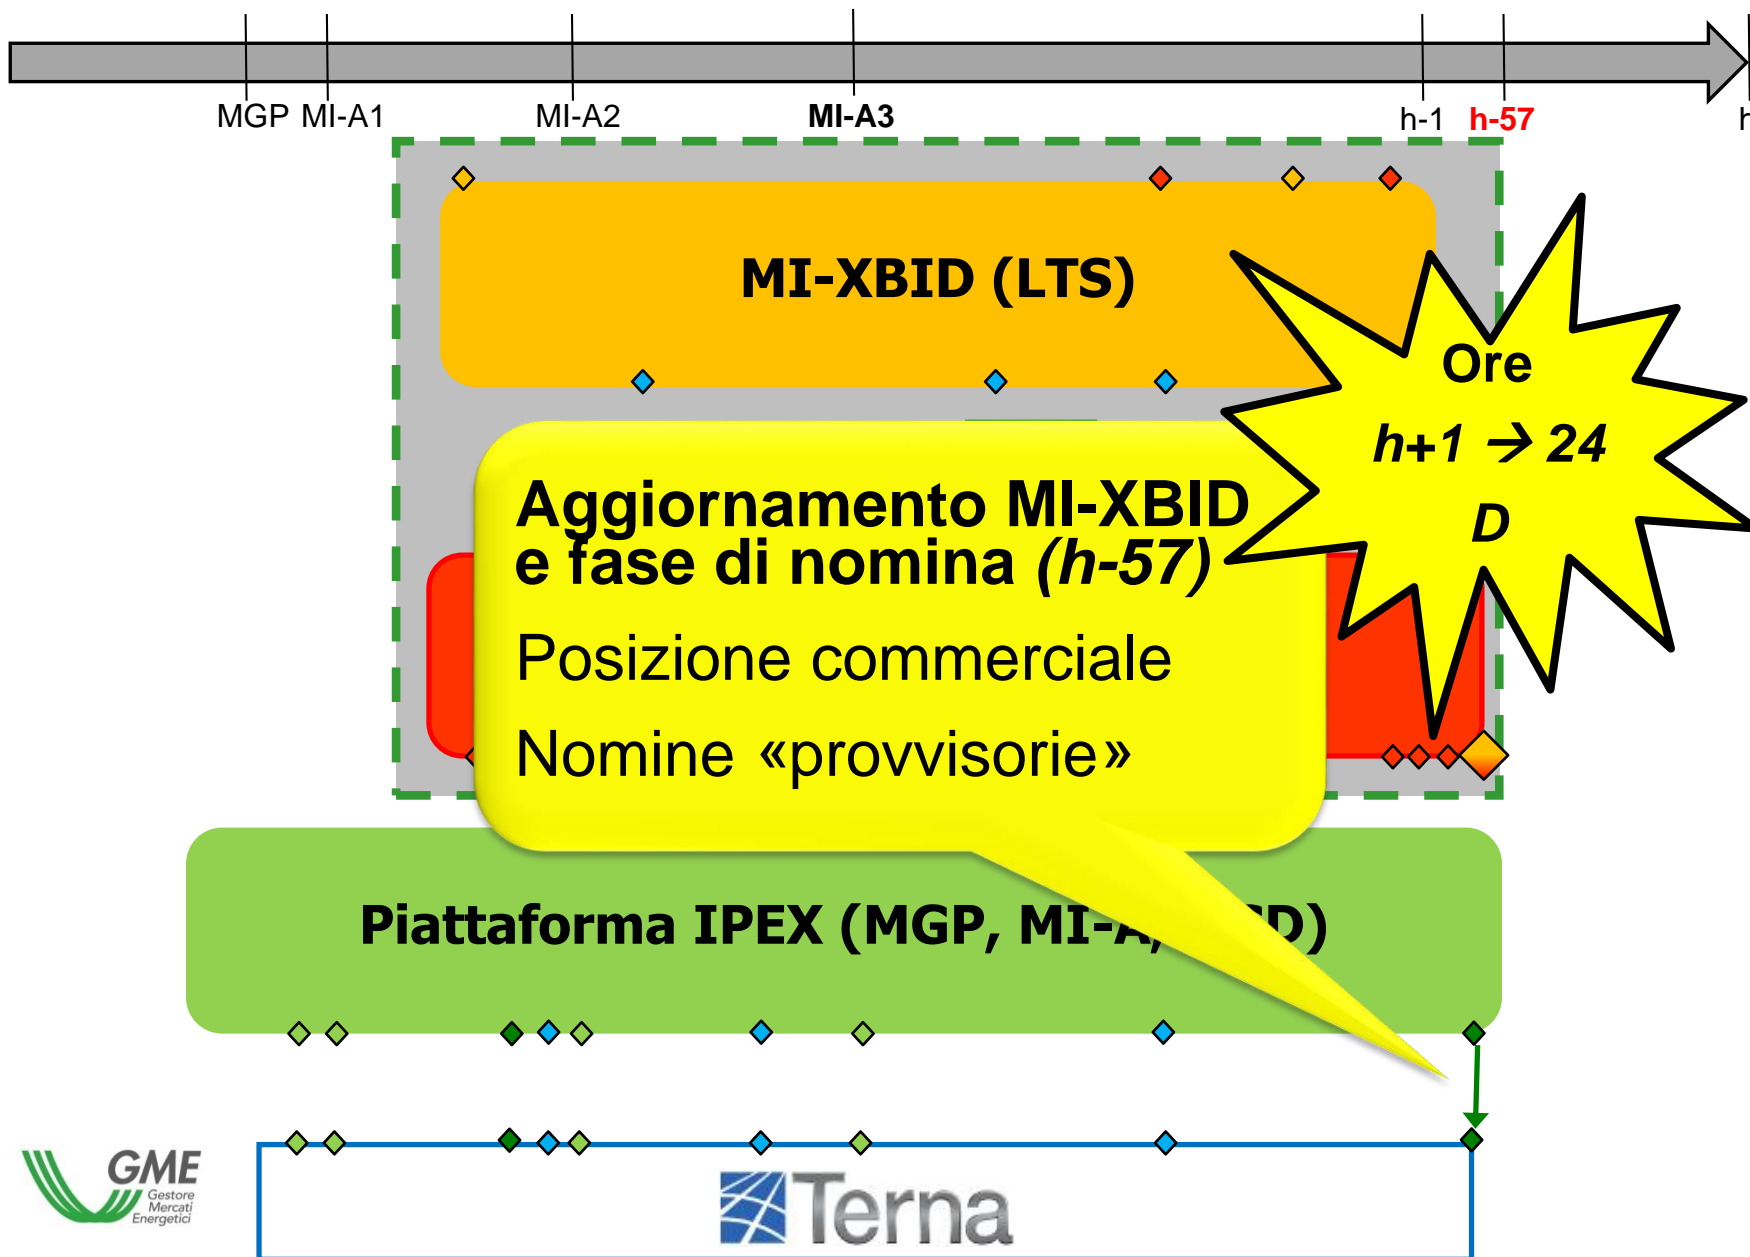 MGP MI-A1 MI-A2 MI-A3 h-1 h-57 h
MI-XBID (LTS)
Ore
h+1 → 24
D
Aggiornamento MI-XBID
e fase di nomina (h-57)
Posizione commerciale
Nomine «provvisorie»
Piattaforma IPEX (MGP, MI-A, D)
GME
Gestore
Mercati
Energetici
Terna